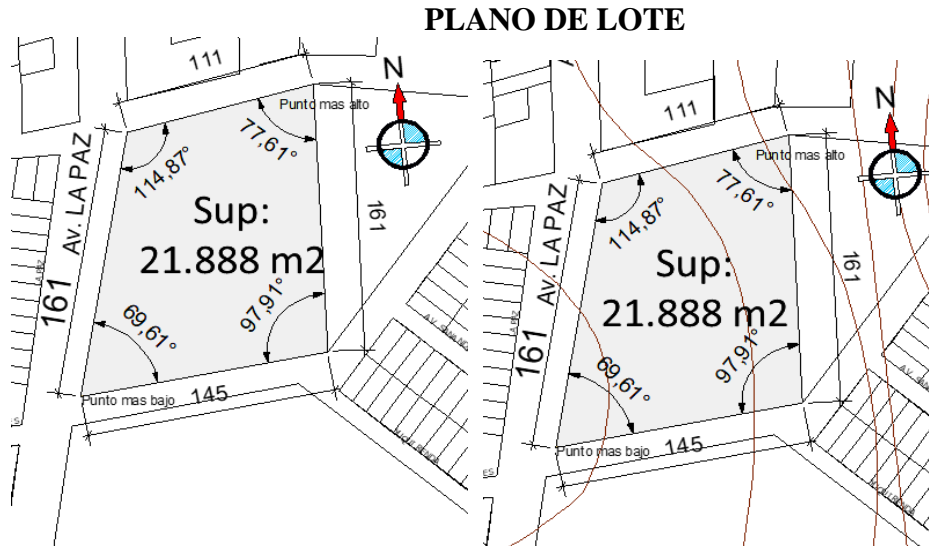 PLANO DE LOTE
111
N
Punto mas alto
77,61°
114,87°
Av. LA PAZ
161
Sup:
21.888 m2
161
69,61°
97,91°
Punto mas bajo
145
111
N
Punto mas alto
77,61°
114,87°
Av. LA PAZ
161
Sup:
21.888 m2
161
69,61°
97,91°
Punto mas bajo
145